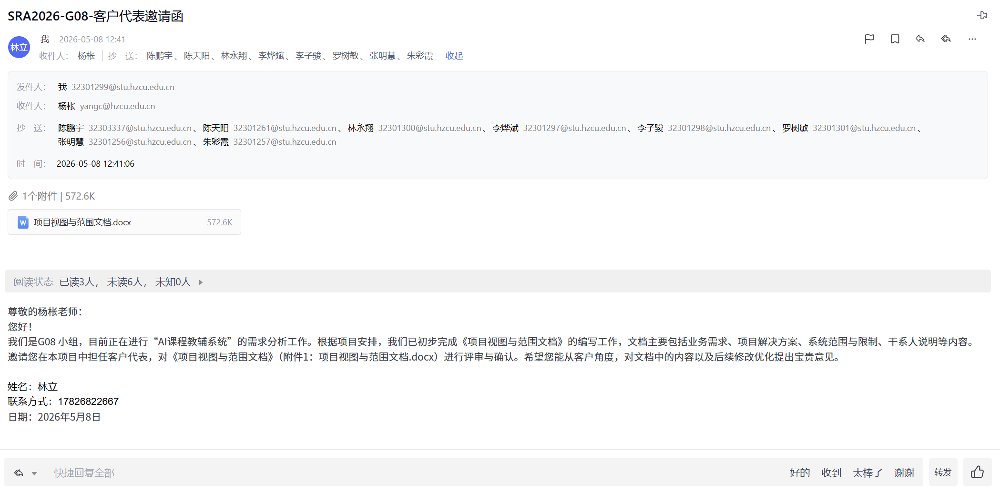 SRA2026-G08-客户代表邀请函
林立
我 2026-05-08 12:41
收件人： 杨枨 抄 送： 陈鹏宇、陈天阳、林永翔、李烨斌、李子骏、罗树敏、张明慧、朱彩霞 收起
发件人： 我 32301299@stu.hzcu.edu.cn
收件人： 杨枨 yangc@hzcu.edu.cn
抄 送： 陈鹏宇 32303337@stu.hzcu.edu.cn、陈天阳 32301261@stu.hzcu.edu.cn、林永翔 32301300@stu.hzcu.edu.cn、李烨斌 32301297@stu.hzcu.edu.cn、李子骏 32301298@stu.hzcu.edu.cn、罗树敏 32301301@stu.hzcu.edu.cn、
张明慧 32301256@stu.hzcu.edu.cn、朱彩霞 32301257@stu.hzcu.edu.cn
时 间： 2026-05-08 12:41:06
1个附件 | 572.6K
W 项目视图与范围文档.docx 572.6K
阅读状态 已读3人， 未读6人， 未知0人
尊敬的杨枨老师：
您好！
我们是G08 小组，目前正在进行“AI课程教辅系统”的需求分析工作。根据项目安排，我们已初步完成《项目视图与范围文档》的编写工作，文档主要包括业务需求、项目解决方案、系统范围与限制、干系人说明等内容。
邀请您在本项目中担任客户代表，对《项目视图与范围文档》（附件1：项目视图与范围文档.docx）进行评审与确认。希望您能从客户角度，对文档中的内容以及后续修改优化提出宝贵意见。
姓名：林立
联系方式：17826822667
日期：2026年5月8日
快捷回复全部 好的 收到 太棒了 谢谢 转发